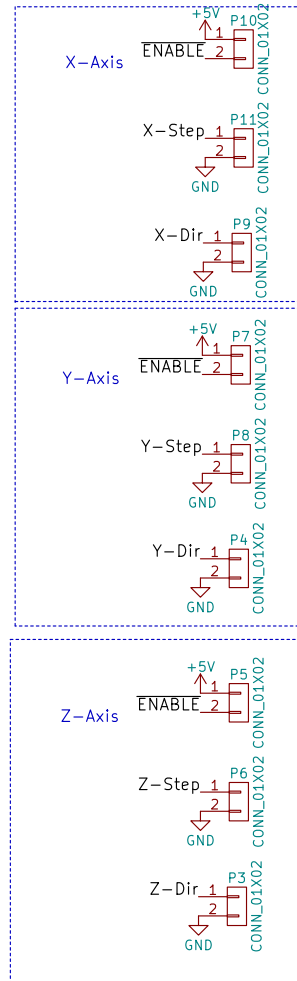 +5V
P10
ENABLE
1
2
CONN_01X02
X-Axis
X-Step
P11
1
2
CONN_01X02
GND
X-Dir
P9
1
2
CONN_01X02
GND
+5V
P7
ENABLE
1
2
CONN_01X02
Y-Axis
Y-Step
P8
1
2
CONN_01X02
GND
Y-Dir
P4
1
2
CONN_01X02
GND
+5V
P5
ENABLE
1
2
CONN_01X02
Z-Axis
Z-Step
P6
1
2
CONN_01X02
GND
Z-Dir
P3
1
2
CONN_01X02
GND